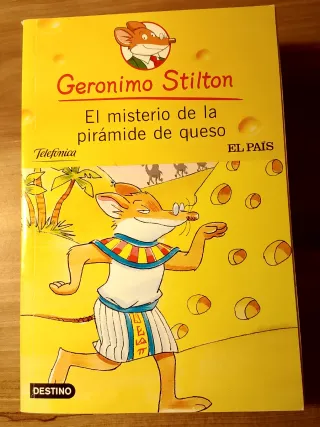 Geronimo Stilton
El misterio de la
pirámide de queso
Telefónica
EL PAÍS
DESTINO